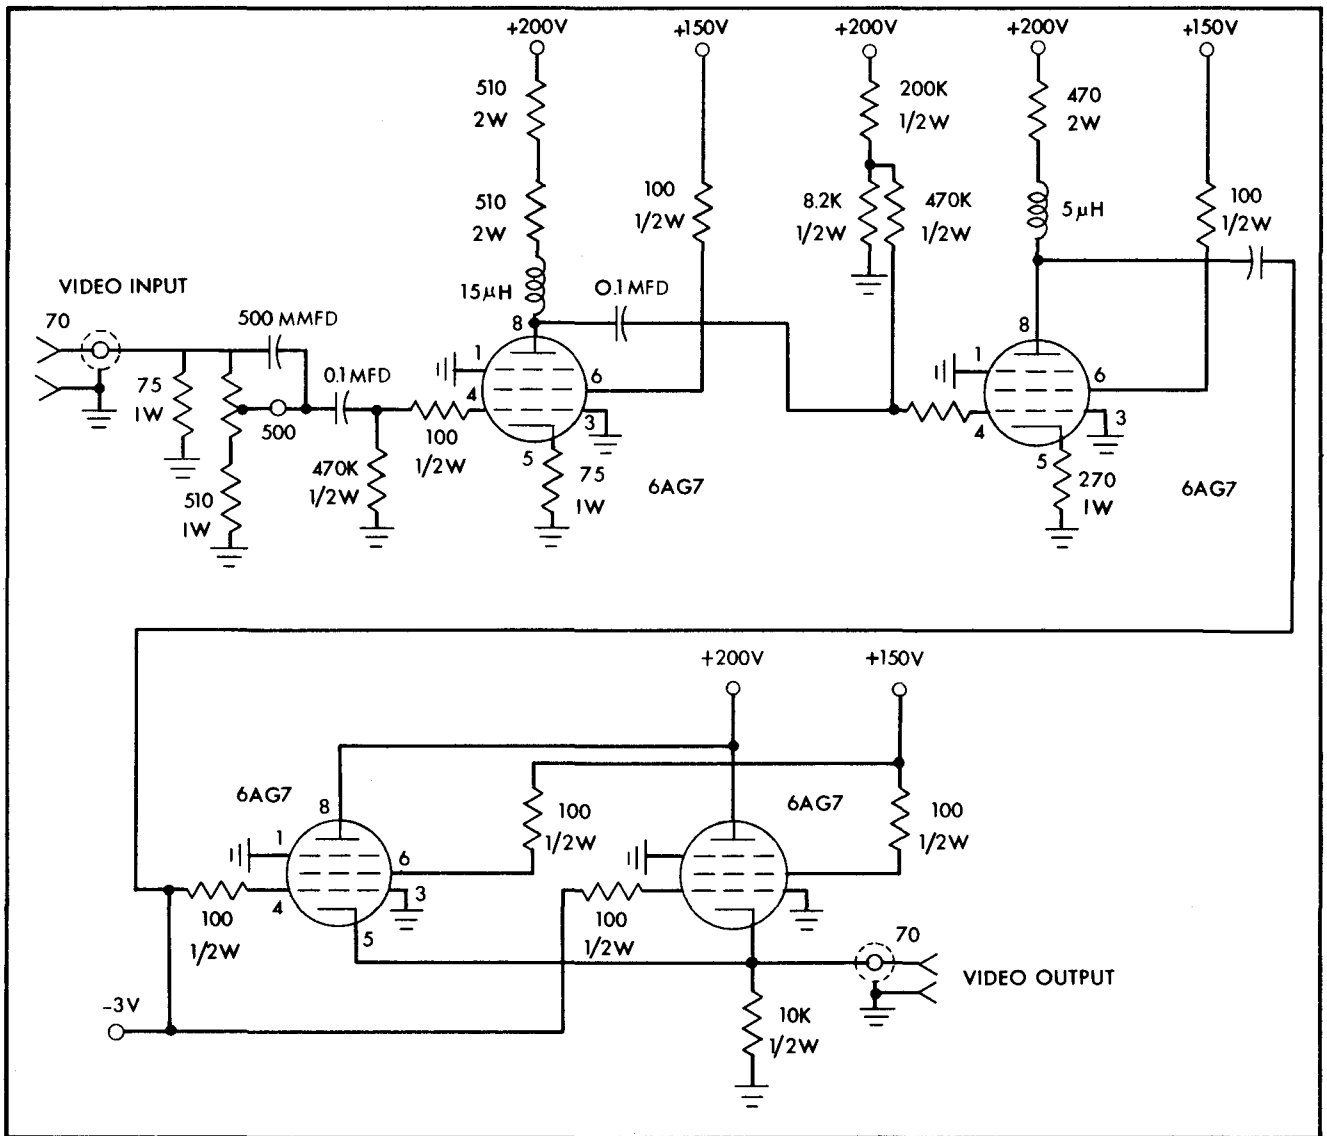 +200V
+150V
+200V
+200V
+150V
510
2W
200K
1/2W
470
2W
510
2W
100
1/2W
8.2K
1/2W
470K
1/2W
5µH
100
1/2W
VIDEO INPUT
15µH
0.1MFD
70
500 MMFD
8
8
75
1W
0.1MFD
1
4
6
3
1
4
6
3
500
510
1W
470K
1/2W
100
1/2W
5
75
1W
6AG7
5
270
1W
6AG7
+200V
+150V
6AG7
8
100
1/2W
6AG7
100
1/2W
1
6
4
3
100
1/2W
5
100
1/2W
70
VIDEO OUTPUT
-3V
10K
1/2W